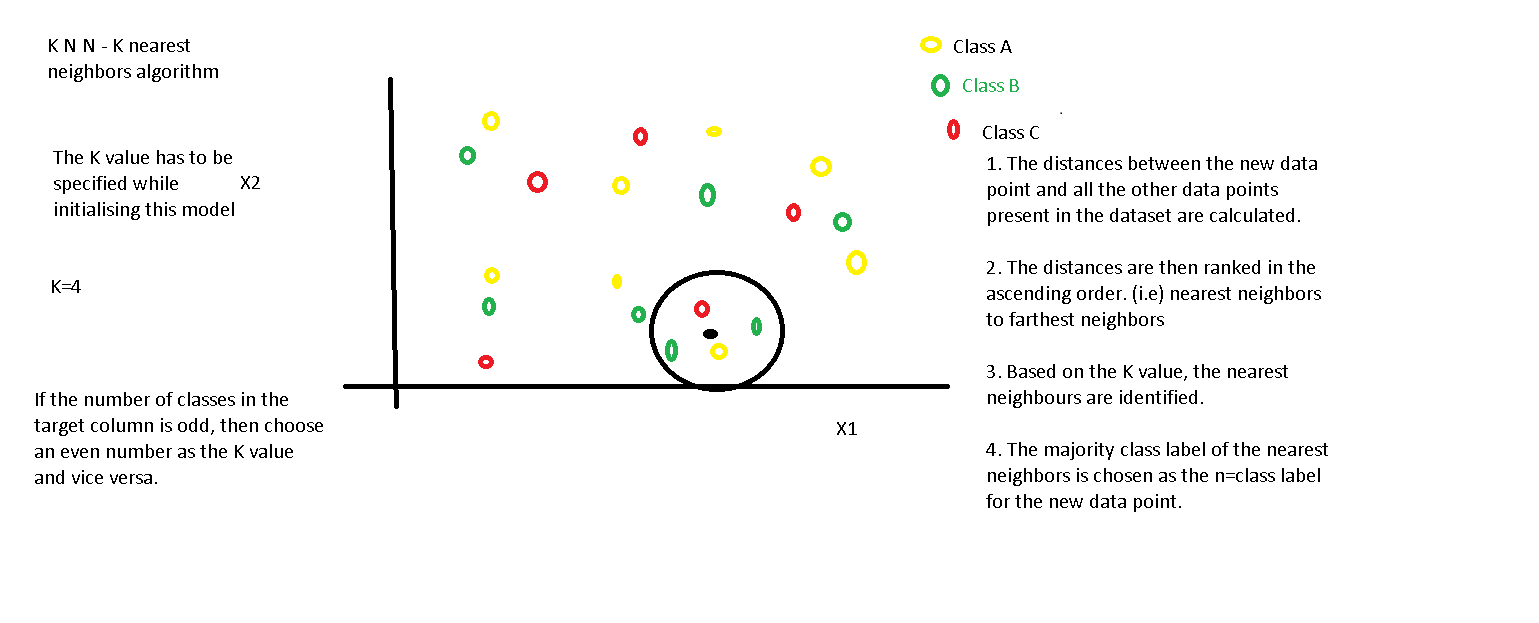 K N N - K nearest
neighbors algorithm
The K value has to be
specified while
initialising this model
X2
K=4
If the number of classes in the
target column is odd, then choose
an even number as the K value
and vice versa.
X1
Class A
Class B
Class C
1. The distances between the new data
point and all the other data points
present in the dataset are calculated.
2. The distances are then ranked in the
ascending order. (i.e) nearest neighbors
to farthest neighbors
3. Based on the K value, the nearest
neighbours are identified.
4. The majority class label of the nearest
neighbors is chosen as the n=class label
for the new data point.